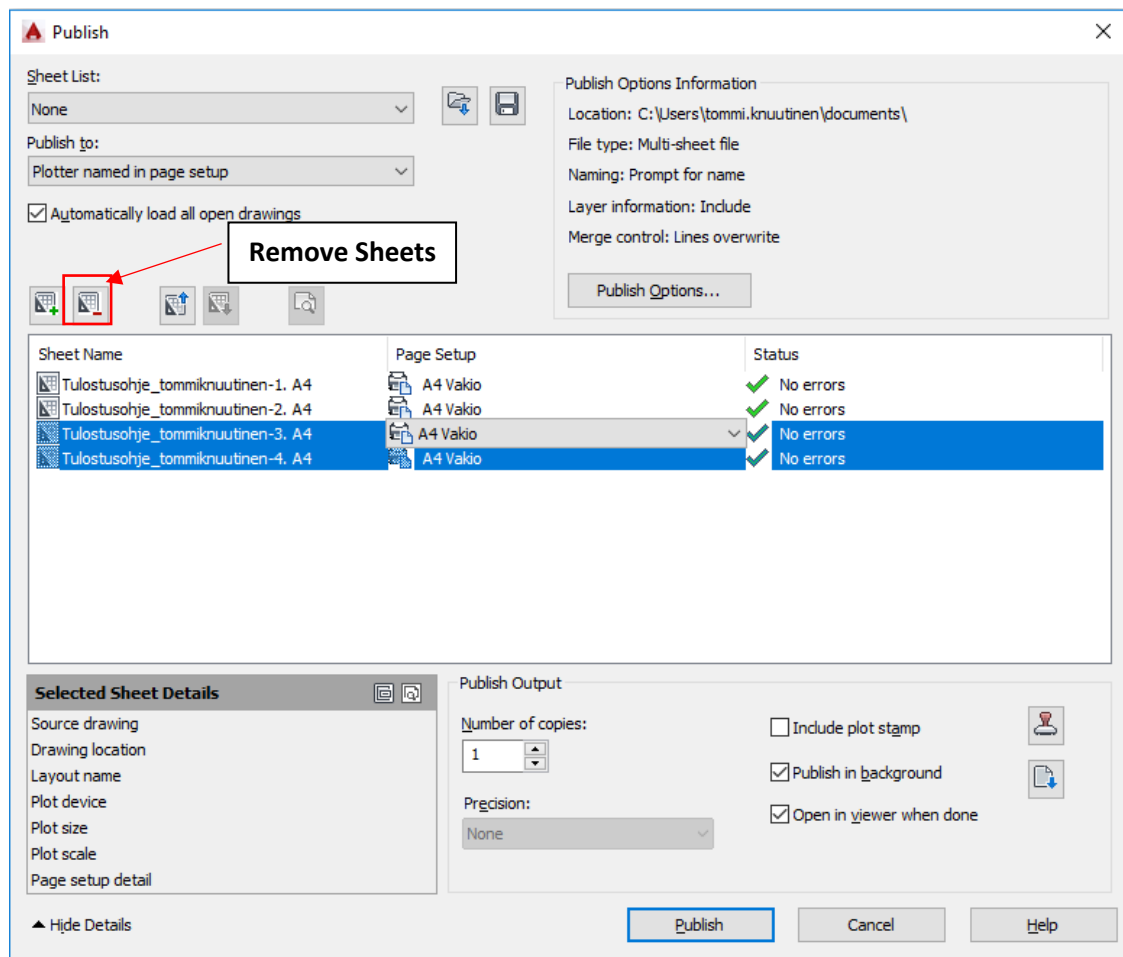 Publish
Sheet List:
None
Publish to:
Plotter named in page setup
Automatically load all open drawings
Remove Sheets
Publish Options Information
Location: C:\Users\tommi.knuutinen\documents\
File type: Multi-sheet file
Naming: Prompt for name
Layer information: Include
Merge control: Lines overwrite
Publish Options...
Sheet Name Page Setup Status
Tulostusohje_tommiknuutinen-1. A4 A4 Vakio No errors
Tulostusohje_tommiknuutinen-2. A4 A4 Vakio No errors
Tulostusohje_tommiknuutinen-3. A4 A4 Vakio No errors
Tulostusohje_tommiknuutinen-4. A4 A4 Vakio No errors
Selected Sheet Details
Source drawing
Drawing location
Layout name
Plot device
Plot size
Plot scale
Page setup detail
Publish Output
Number of copies:
1
Precision:
None
Include plot stamp
Publish in background
Open in viewer when done
Hide Details
Publish
Cancel
Help